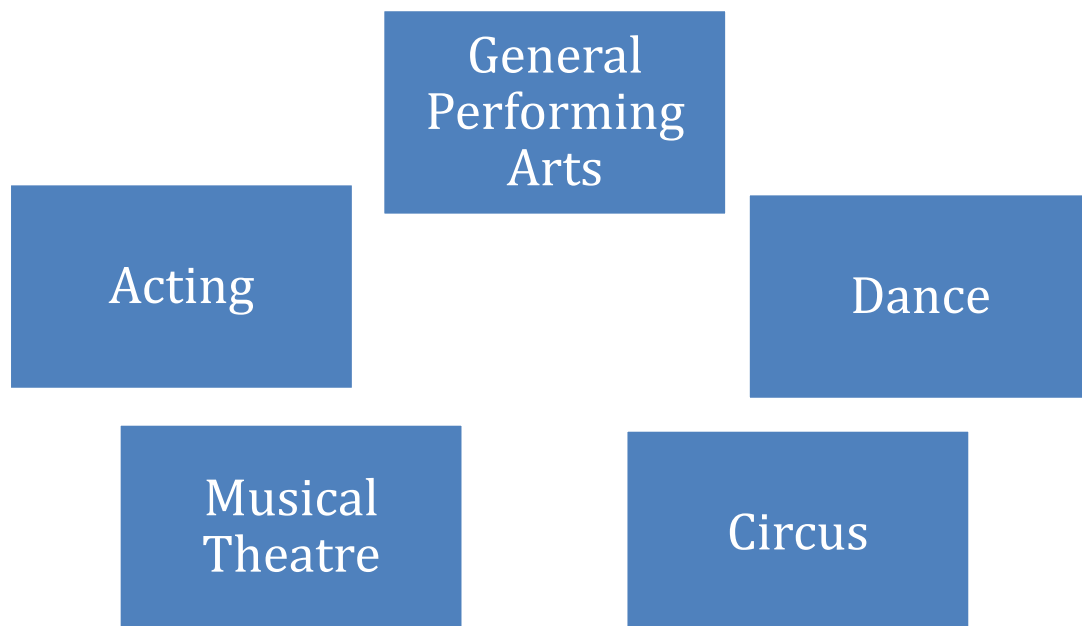 General
Performing
Arts
Acting
Dance
Musical
Theatre
Circus